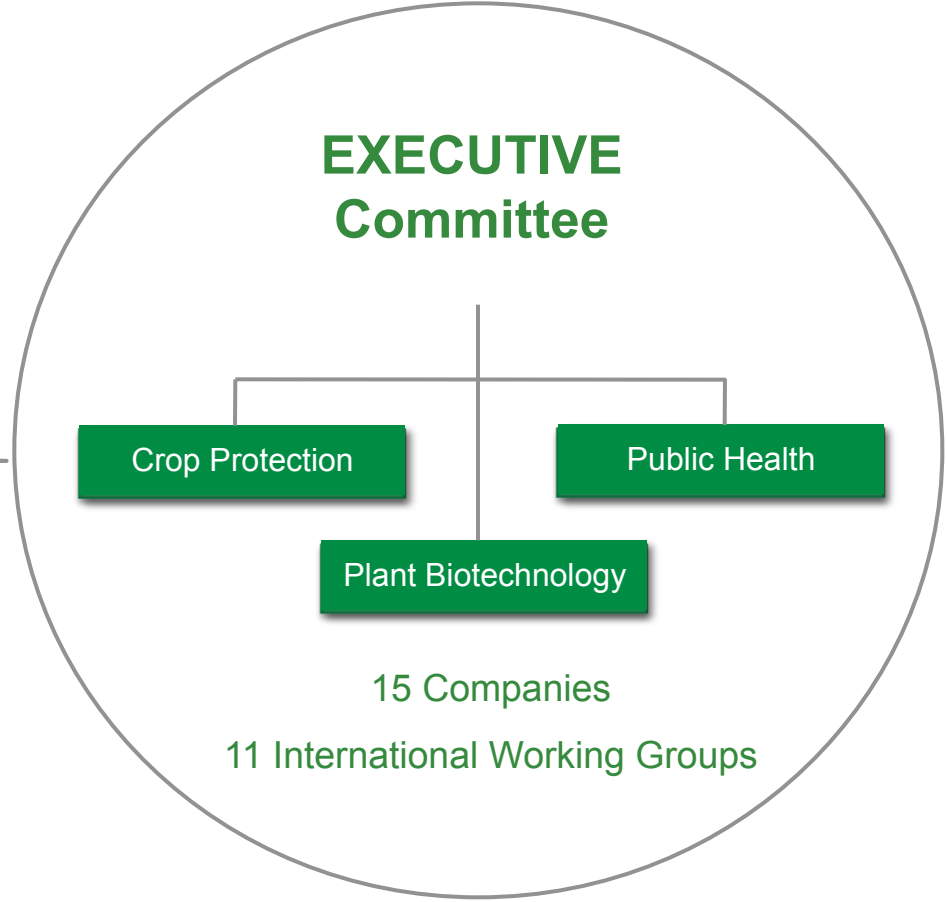 EXECUTIVE
Committee
Crop Protection
Public Health
Plant Biotechnology
15 Companies
11 International Working Groups